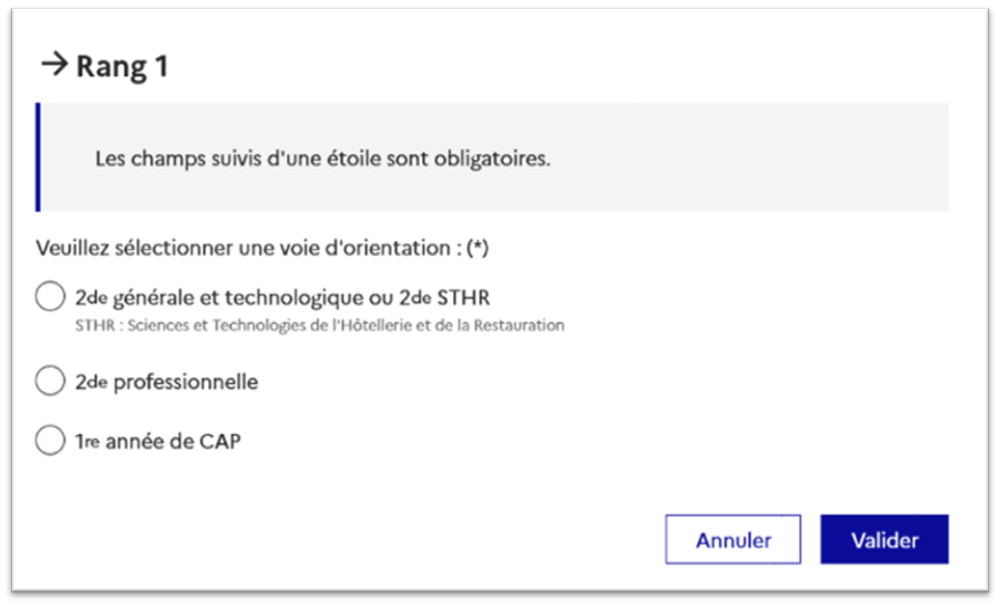 → Rang 1
Les champs suivis d'une étoile sont obligatoires.
Veuillez sélectionner une voie d'orientation : (*)
2de générale et technologique ou 2de STHR
STHR : Sciences et Technologies de l'Hôtellerie et de la Restauration
2de professionnelle
1re année de CAP
Annuler
Valider